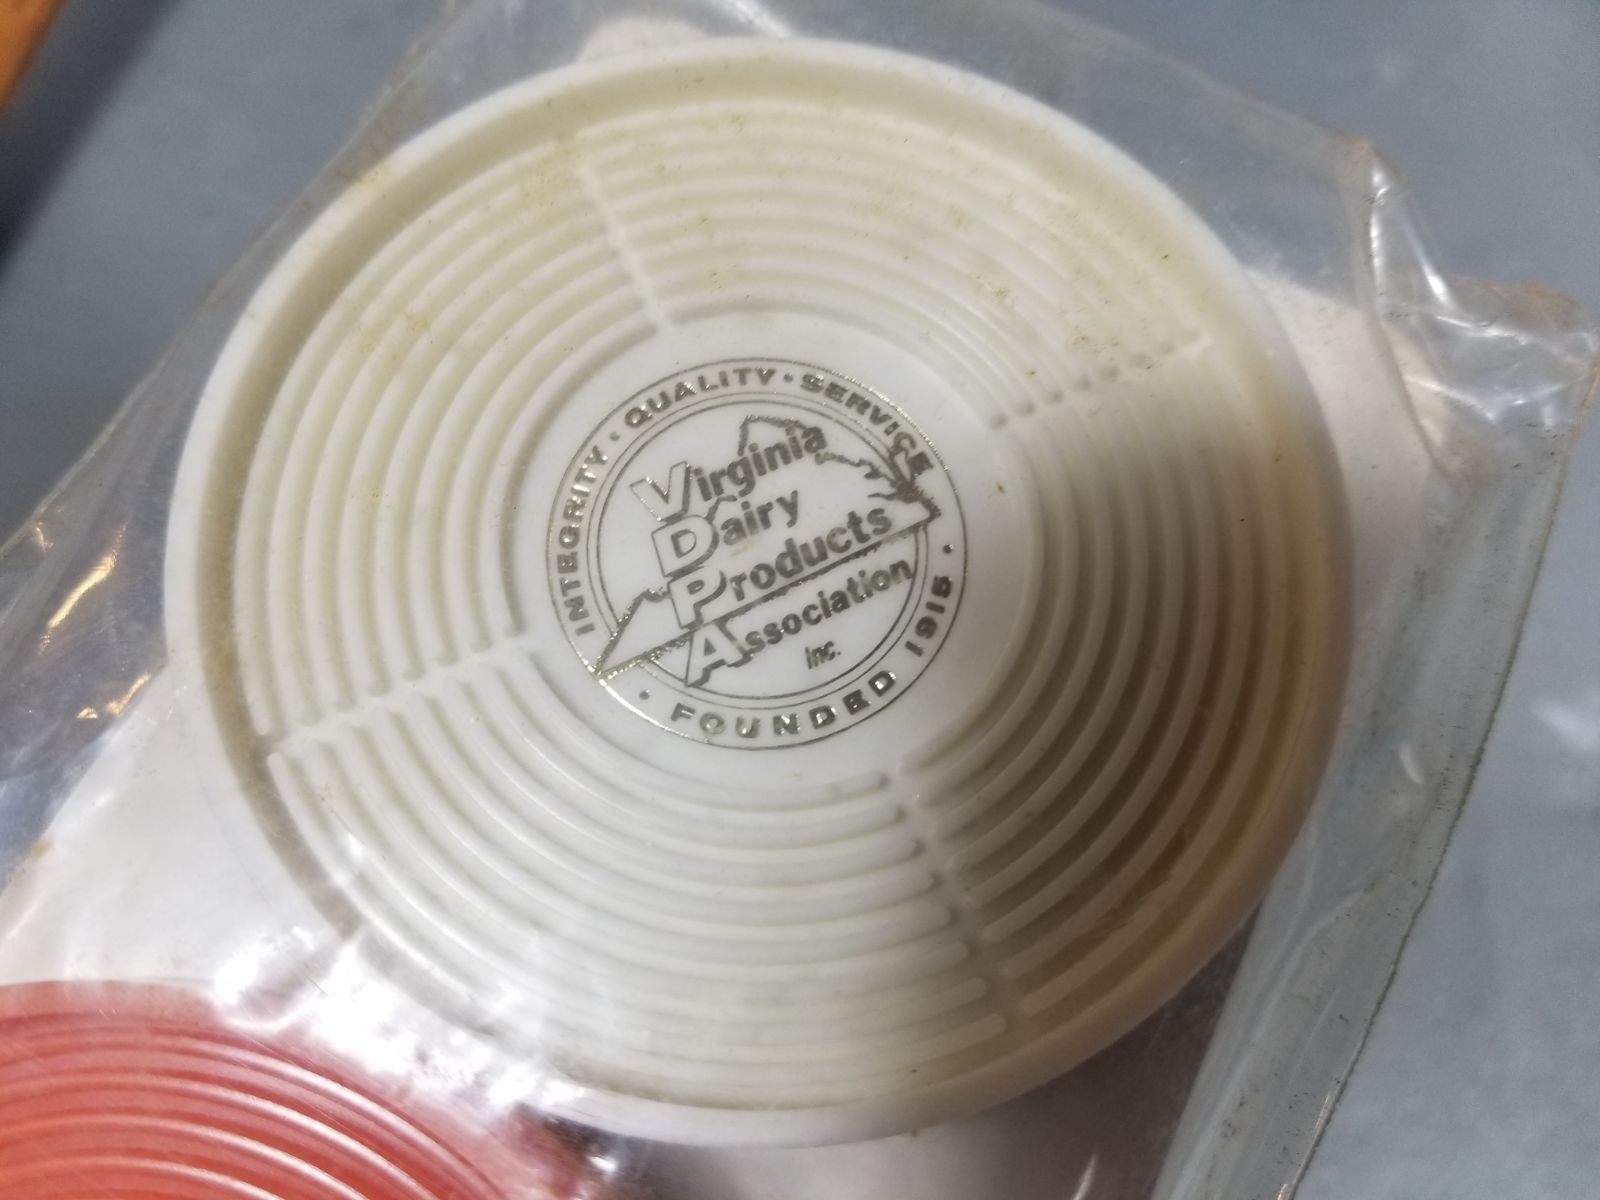 INTEGRITY · QUALITY · SERVICE
Virginia
Dairy
Products
Association
Inc.
· FOUNDED 1915 ·